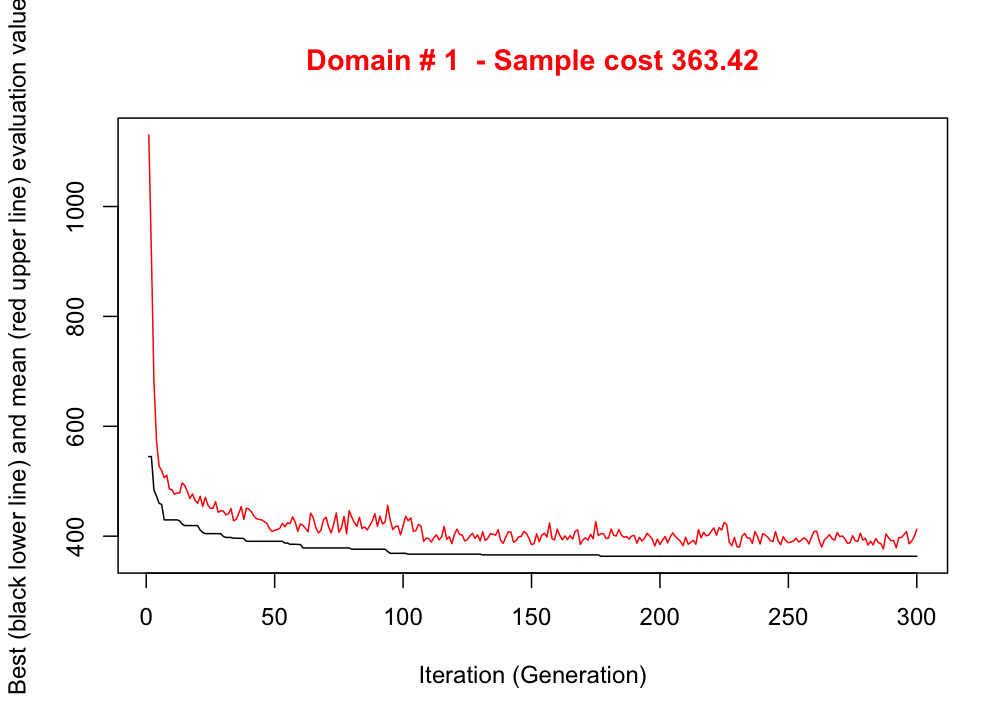 Domain # 1  - Sample cost 363.42
Best (black lower line) and mean (red upper line) evaluation value
1000
800
600
400
0 50 100 150 200 250 300
Iteration (Generation)